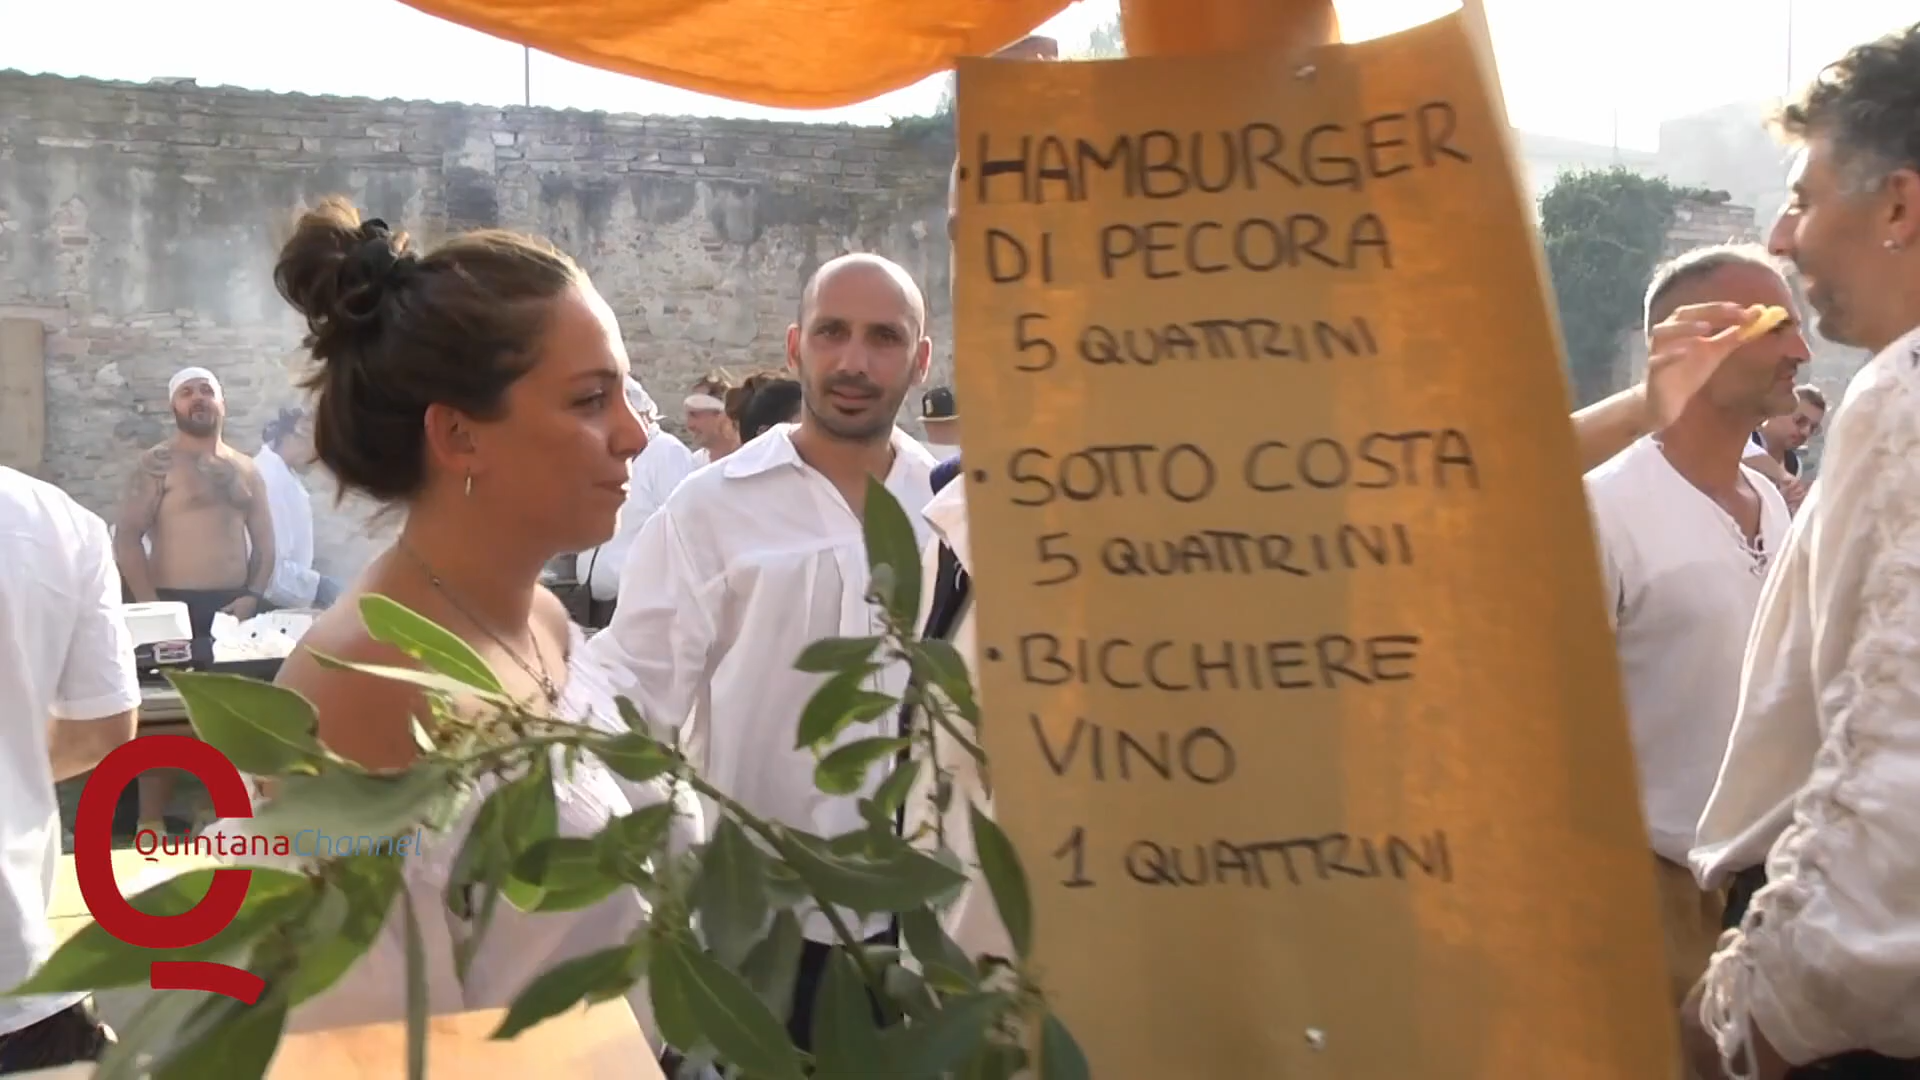 • HAMBURGER
DI PECORA
5 QUATTRINI
• SOTTO COSTA
5 QUATTRINI
• BICCHIERE
VINO
1 QUATTRINI
Q
QuintanaChannel